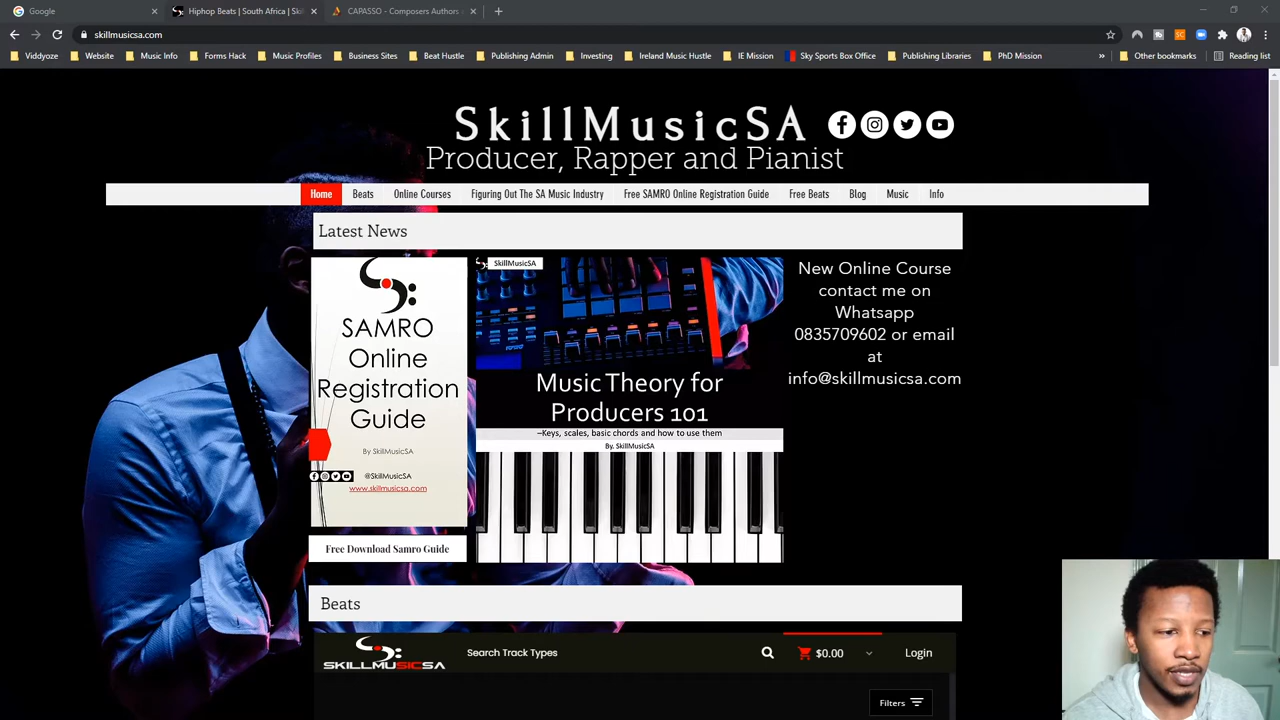 Google
Hiphop Beats | South Africa | Ski
CAPASSO - Composers Authors
skillmusicsa.com
Viddyoze
Website
Music Info
Forms Hack
Music Profiles
Business Sites
Beat Hustle
Publishing Admin
Investing
Ireland Music Hustle
IE Mission
Sky Sports Box Office
Publishing Libraries
PhD Mission
»
Other bookmarks
Reading list
SkillMusicSA
Producer, Rapper and Pianist
Home
Beats
Online Courses
Figuring Out The SA Music Industry
Free SAMRO Online Registration Guide
Free Beats
Blog
Music
Info
Latest News
SAMRO
Online
Registration
Guide
By SkillMusicSA
@SkillMusicSA
www.skillmusicsa.com
Free Download Samro Guide
SkillMusicSA
Music Theory for
Producers 101
–Keys, scales, basic chords and how to use them
By. SkillMusicSA
New Online Course
contact me on
Whatsapp
0835709602 or email
at
info@skillmusicsa.com
Beats
SKILLMUSICSA
Search Track Types
$0.00
Login
Filters